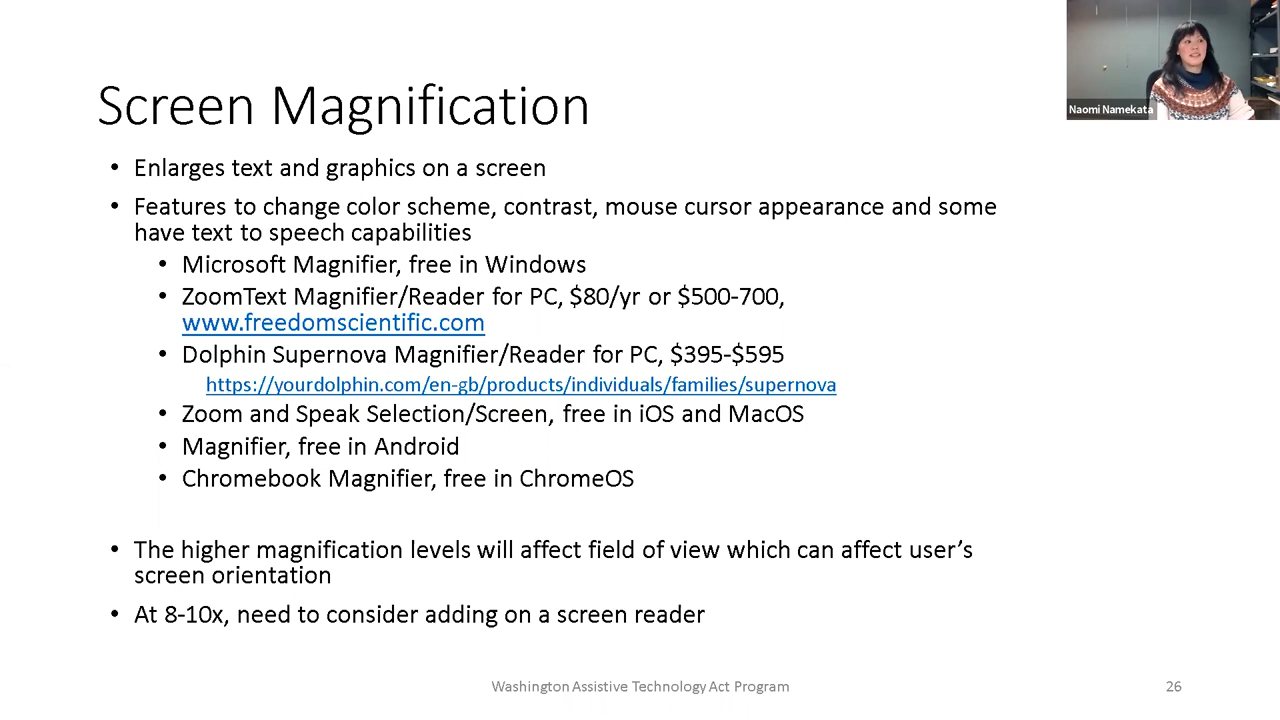 Screen Magnification
Naomi Namekata
• Enlarges text and graphics on a screen
• Features to change color scheme, contrast, mouse cursor appearance and some
have text to speech capabilities
• Microsoft Magnifier, free in Windows
• ZoomText Magnifier/Reader for PC, $80/yr or $500-700,
www.freedomscientific.com
• Dolphin Supernova Magnifier/Reader for PC, $395-$595
https://yourdolphin.com/en-gb/products/individuals/families/supernova
• Zoom and Speak Selection/Screen, free in iOS and MacOS
• Magnifier, free in Android
• Chromebook Magnifier, free in ChromeOS
• The higher magnification levels will affect field of view which can affect user’s
screen orientation
• At 8-10x, need to consider adding on a screen reader
Washington Assistive Technology Act Program
26